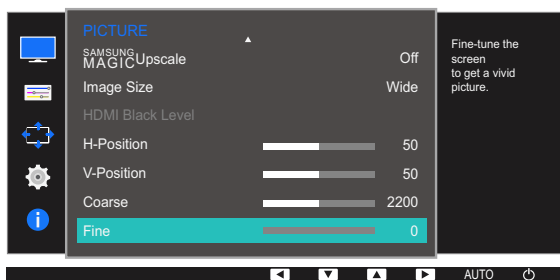 PICTURE
SAMSUNG
MAGIC Upscale Off
Image Size Wide
HDMI Black Level
H-Position 50
V-Position 50
Coarse 2200
Fine 0
Fine-tune the
screen
to get a vivid
picture.
AUTO